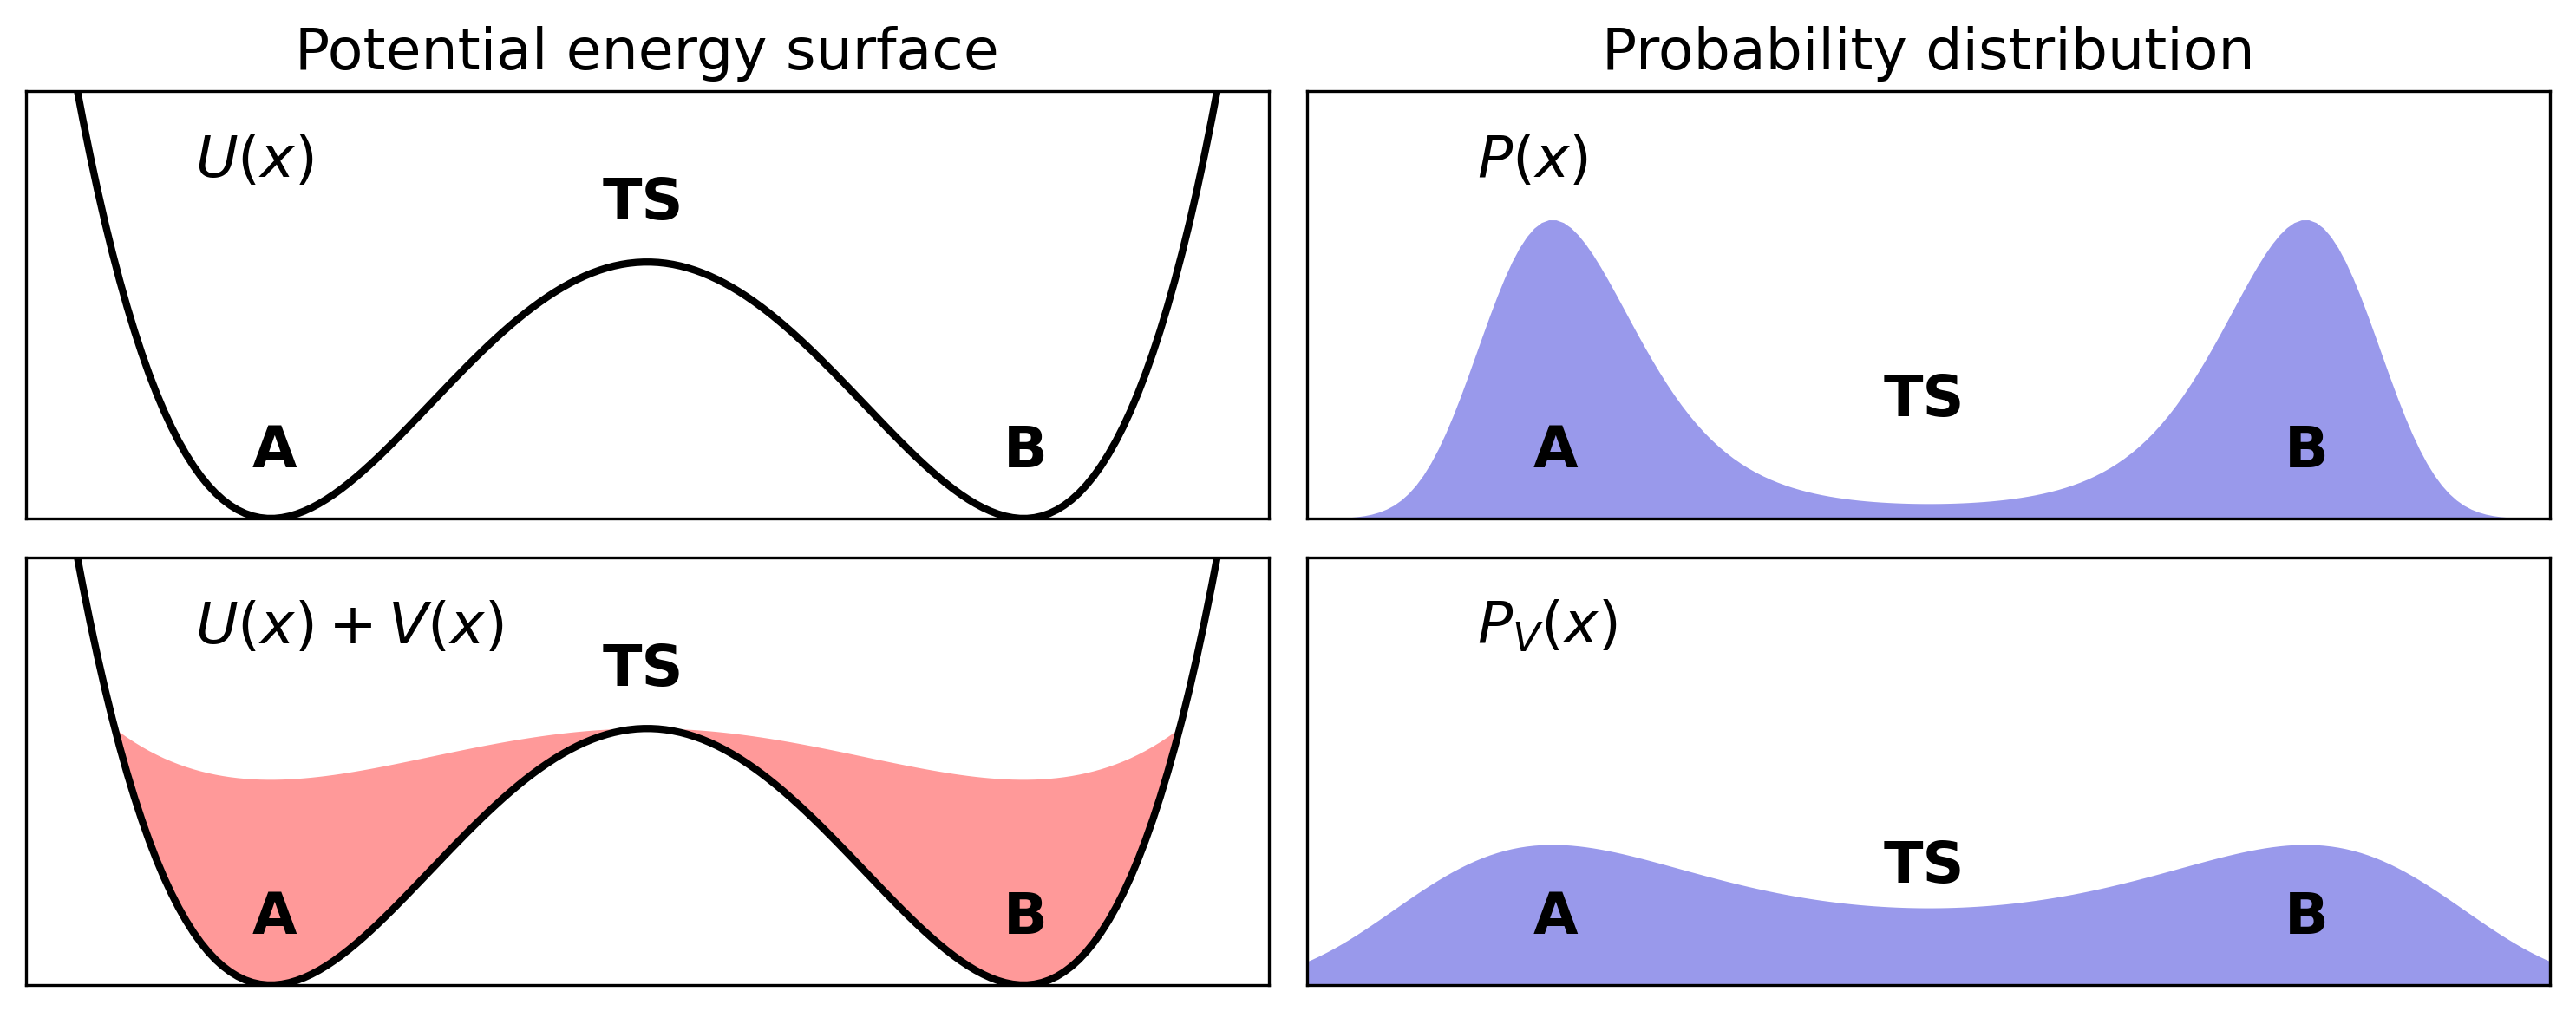 Potential energy surface
Probability distribution
U(x)
TS
A
B
P(x)
TS
A
B
U(x) + V(x)
TS
A
B
P_V(x)
TS
A
B